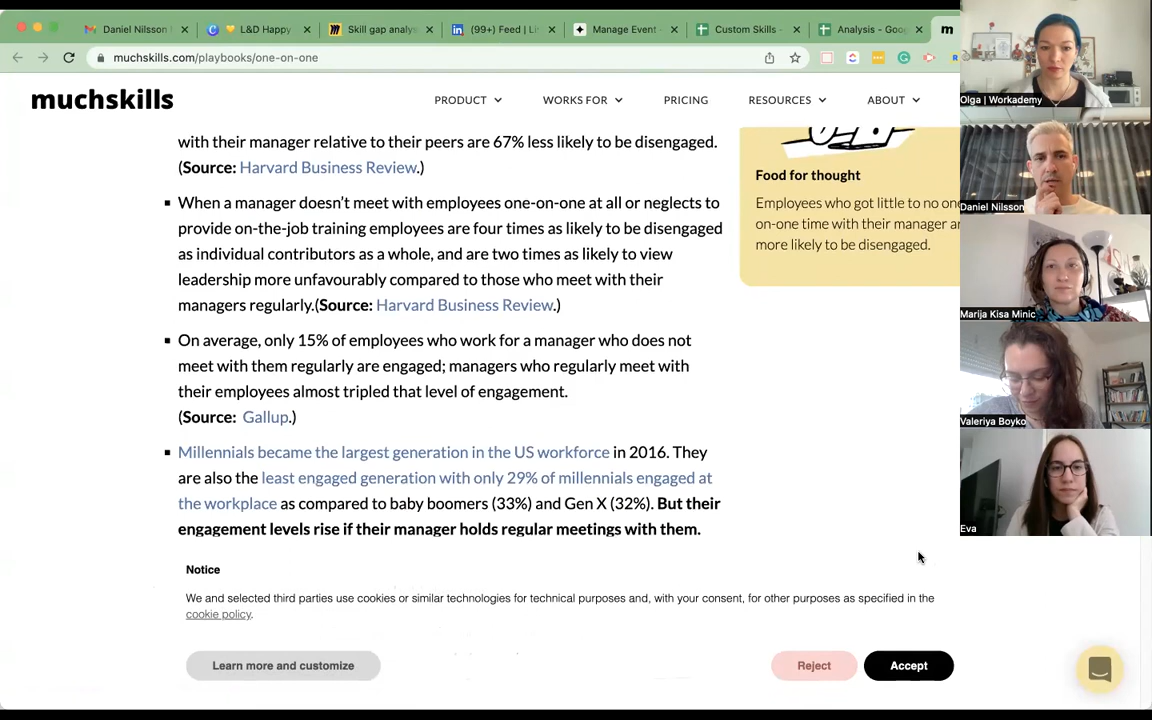 Daniel Nilsson
L&D Happy
Skill gap analys
(99+) Feed | Li
Manage Event -
Custom Skills -
Analysis - Goo
muchskills.com/playbooks/one-on-one
muchskills
PRODUCT
WORKS FOR
PRICING
RESOURCES
ABOUT
with their manager relative to their peers are 67% less likely to be disengaged.
(Source: Harvard Business Review.)
▪ When a manager doesn't meet with employees one-on-one at all or neglects to
provide on-the-job training employees are four times as likely to be disengaged
as individual contributors as a whole, and are two times as likely to view
leadership more unfavourably compared to those who meet with their
managers regularly.(Source: Harvard Business Review.)
▪ On average, only 15% of employees who work for a manager who does not
meet with them regularly are engaged; managers who regularly meet with
their employees almost tripled that level of engagement.
(Source: Gallup.)
▪ Millennials became the largest generation in the US workforce in 2016. They
are also the least engaged generation with only 29% of millennials engaged at
the workplace as compared to baby boomers (33%) and Gen X (32%). But their
engagement levels rise if their manager holds regular meetings with them.
Food for thought
Employees who got little to no one
on-one time with their manager ar
more likely to be disengaged.
Notice
We and selected third parties use cookies or similar technologies for technical purposes and, with your consent, for other purposes as specified in the
cookie policy.
Learn more and customize
Reject
Accept
Olga | Workademy
Daniel Nilsson
Marija Kisa Minic
Valeriya Boyko
Eva